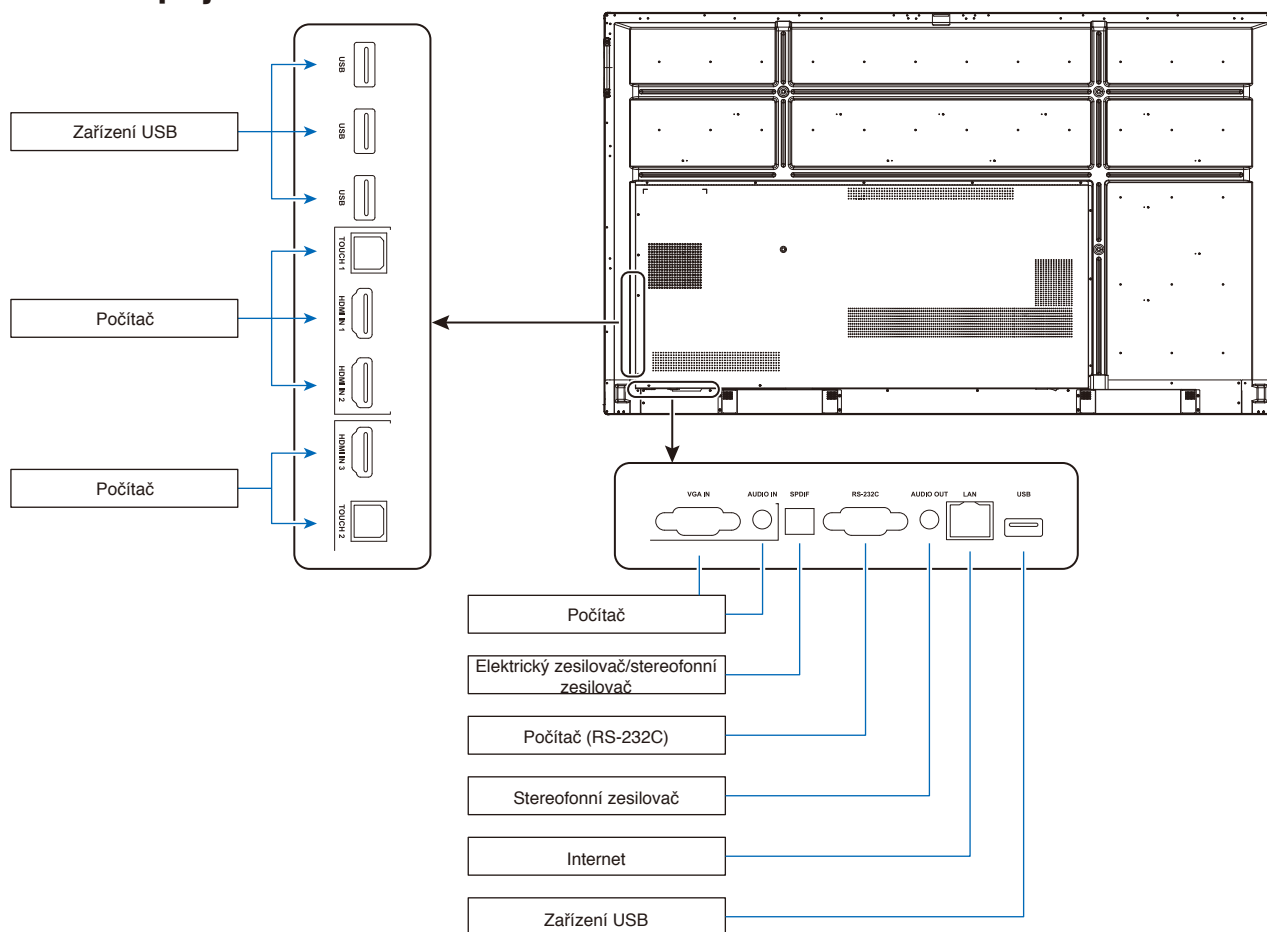 USB
Zařízení USB
USB
USB
TOUCH 1
Počítač
HDMI IN 1
HDMI IN 2
HDMI IN 3
Počítač
TOUCH 2
VGA IN AUDIO IN SPDIF RS-232C AUDIO OUT LAN USB
Počítač
Elektrický zesilovač/stereofonní
zesilovač
Počítač (RS-232C)
Stereofonní zesilovač
Internet
Zařízení USB